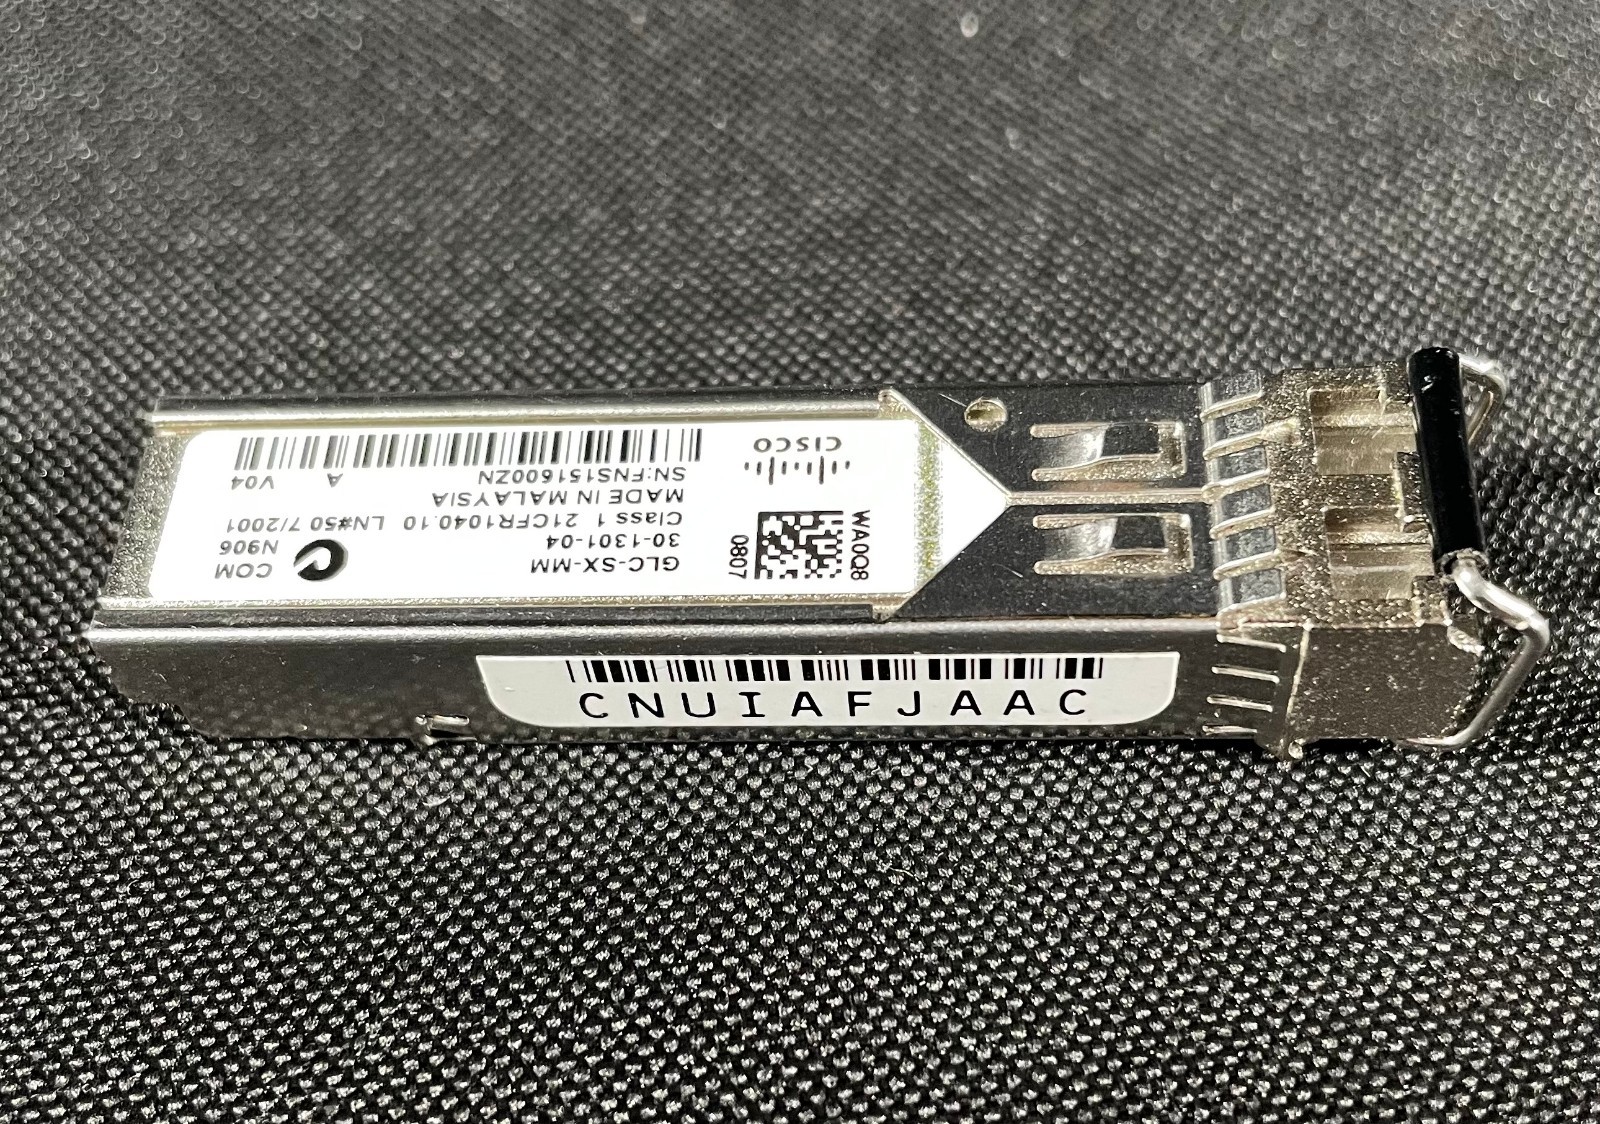 GLC-SX-MM
30-1301-04
Class 1 21CFR1040.10 LN#50 7/2001
MADE IN MALAYSIA
SN:FNS151600ZN
A
V04
COM
N906
WA0Q8
0807
CISCO
CNUIAFJAAC